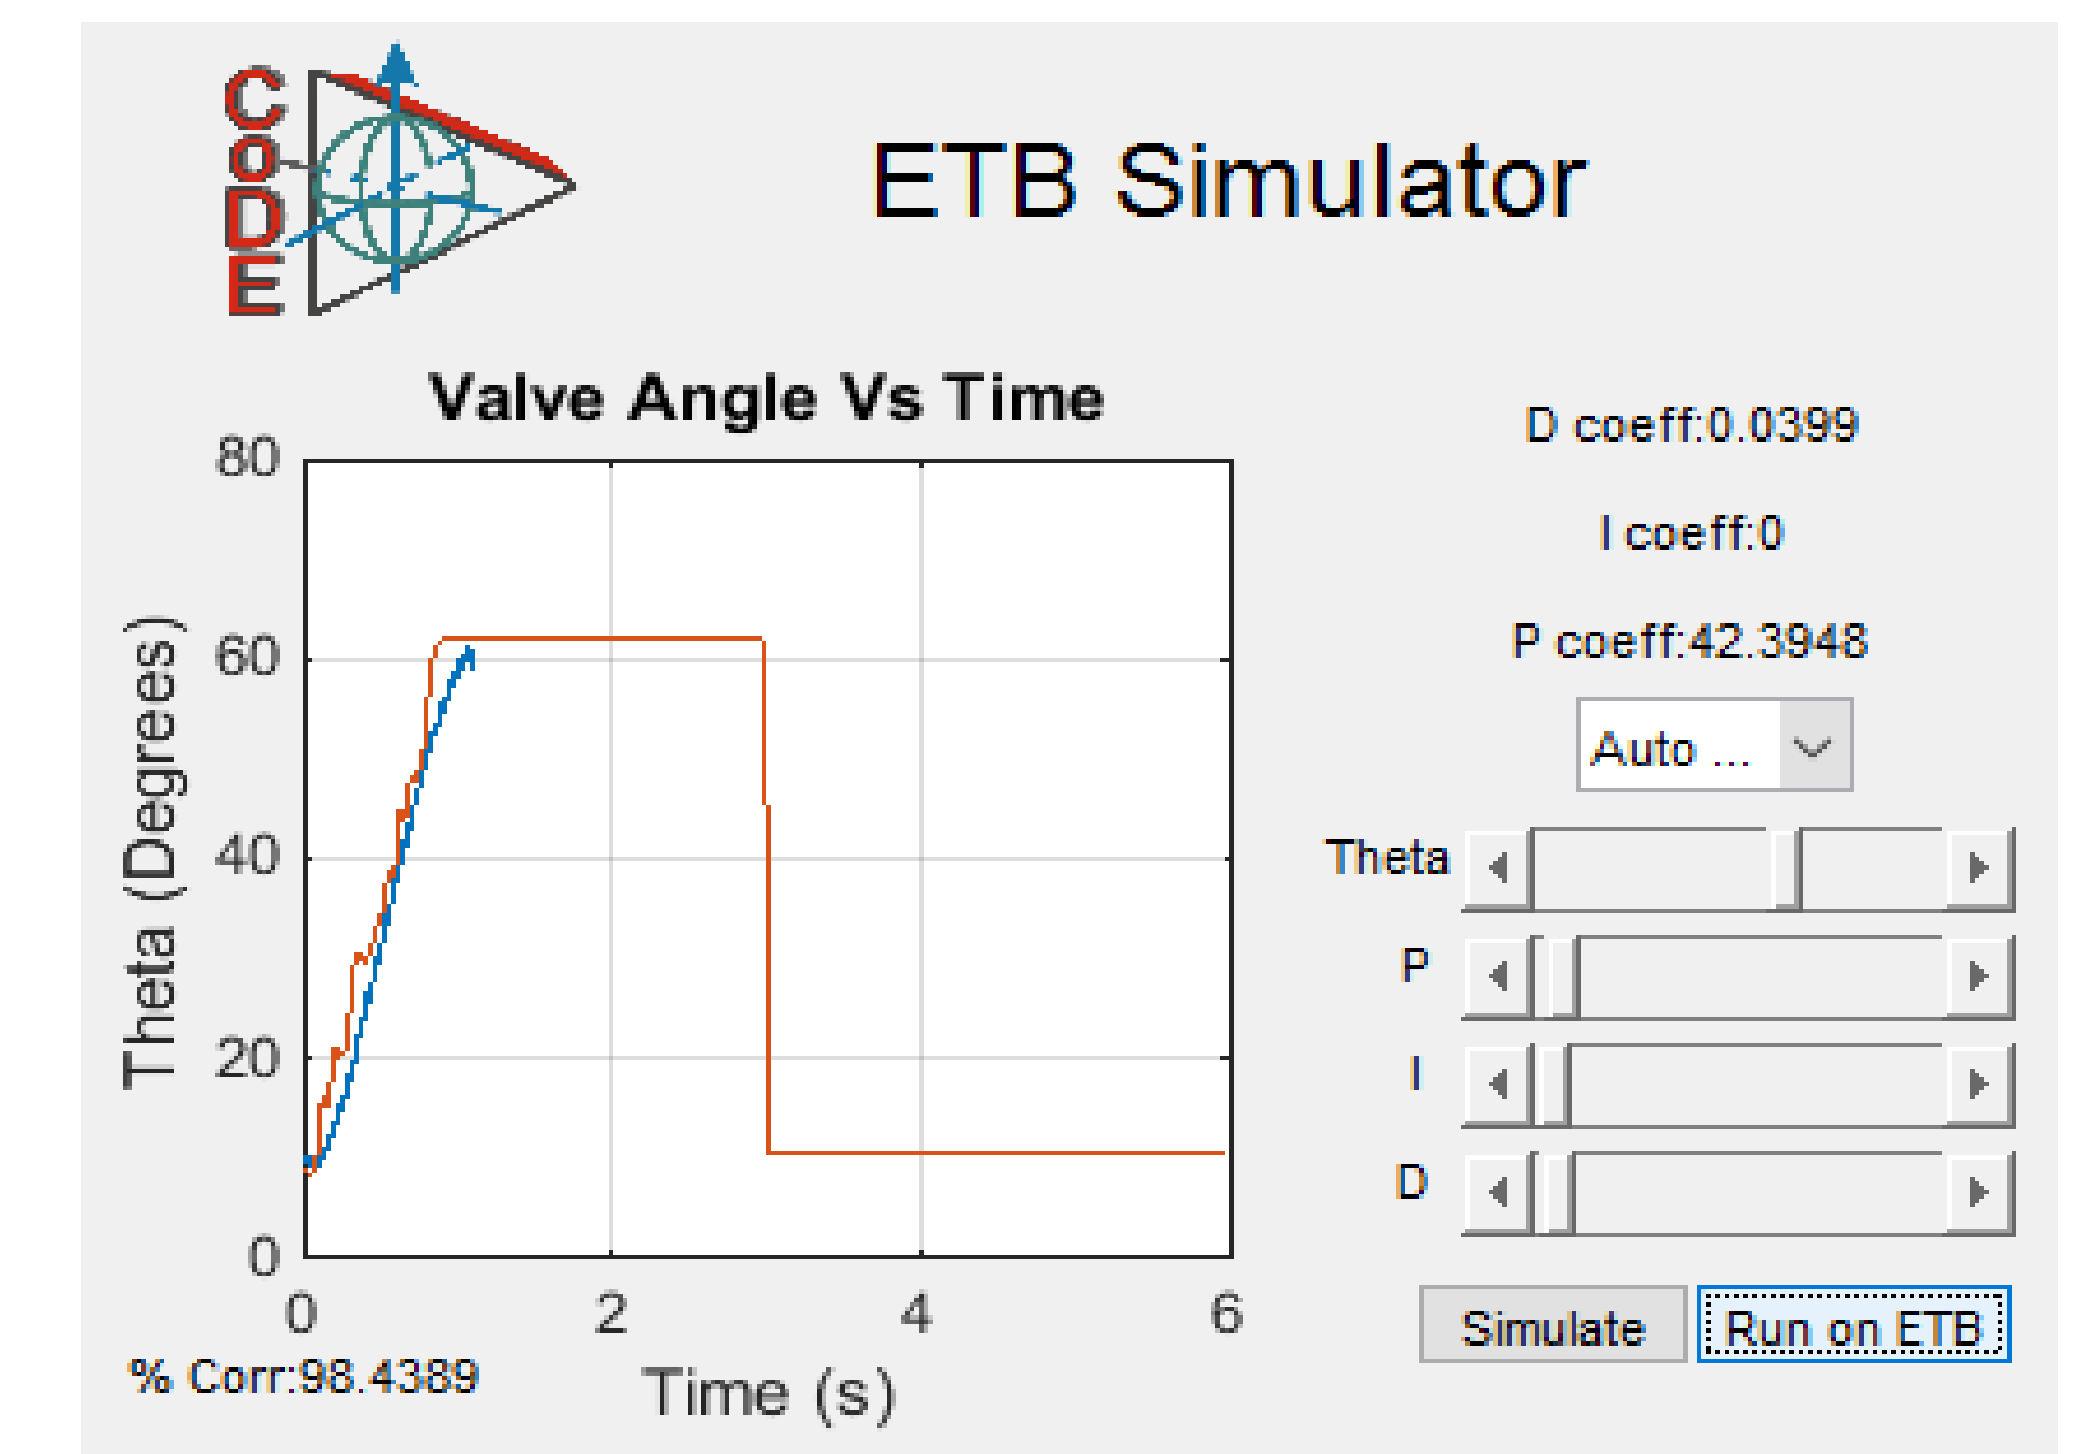 C
o
D
E
ETB Simulator
Valve Angle Vs Time
80
60
40
20
0
0 2 4 6
Theta (Degrees)
Time (s)
% Corr:98.4389
D coeff:0.0399
I coeff:0
P coeff:42.3948
Auto ...
Theta
P
I
D
Simulate Run on ETB